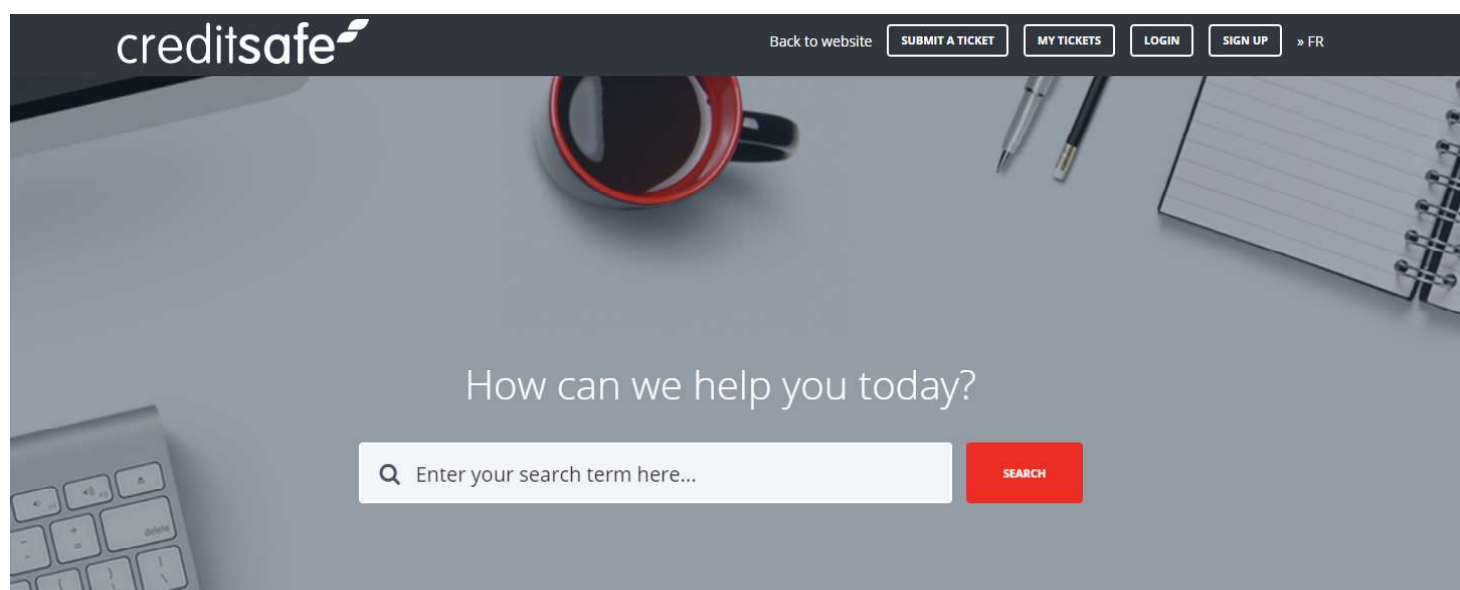 creditsafe
Back to website SUBMIT A TICKET MY TICKETS LOGIN SIGN UP » FR
How can we help you today?
Enter your search term here... SEARCH
delete